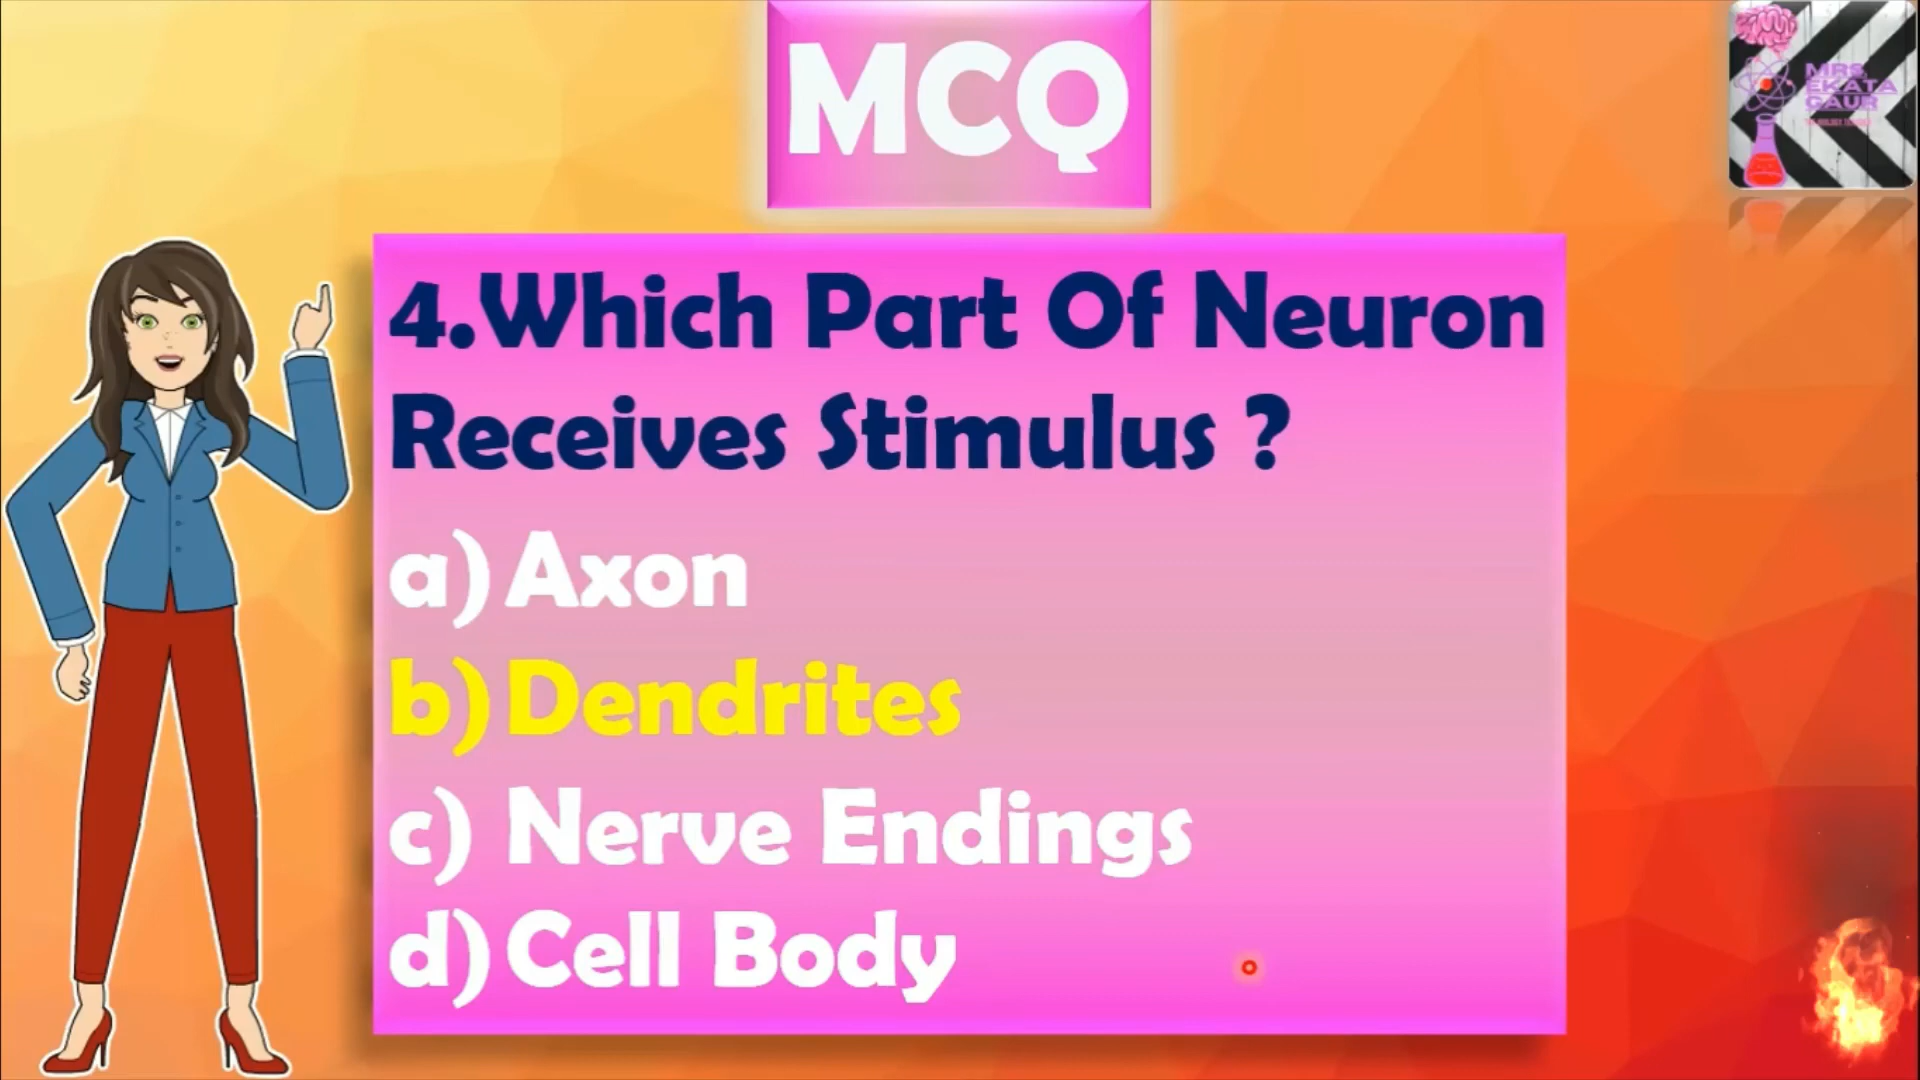 MCQ
MRS
EKATA
GAUR
4.Which Part Of Neuron
Receives Stimulus ?
a) Axon
b) Dendrites
c) Nerve Endings
d) Cell Body